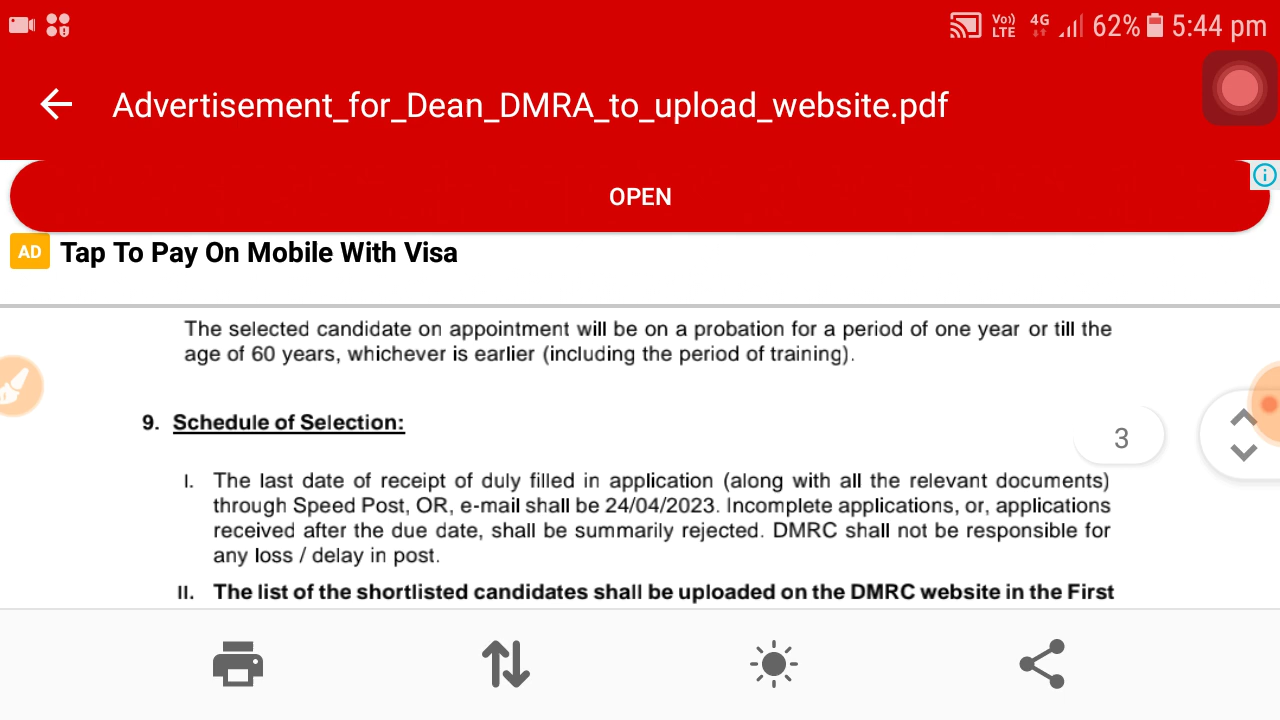 Vo)) LTE 4G 62% 5:44 pm
Advertisement_for_Dean_DMRA_to_upload_website.pdf
OPEN
AD Tap To Pay On Mobile With Visa
The selected candidate on appointment will be on a probation for a period of one year or till the
age of 60 years, whichever is earlier (including the period of training).
9. Schedule of Selection:
3
I. The last date of receipt of duly filled in application (along with all the relevant documents)
through Speed Post, OR, e-mail shall be 24/04/2023. Incomplete applications, or, applications
received after the due date, shall be summarily rejected. DMRC shall not be responsible for
any loss / delay in post.
II. The list of the shortlisted candidates shall be uploaded on the DMRC website in the First